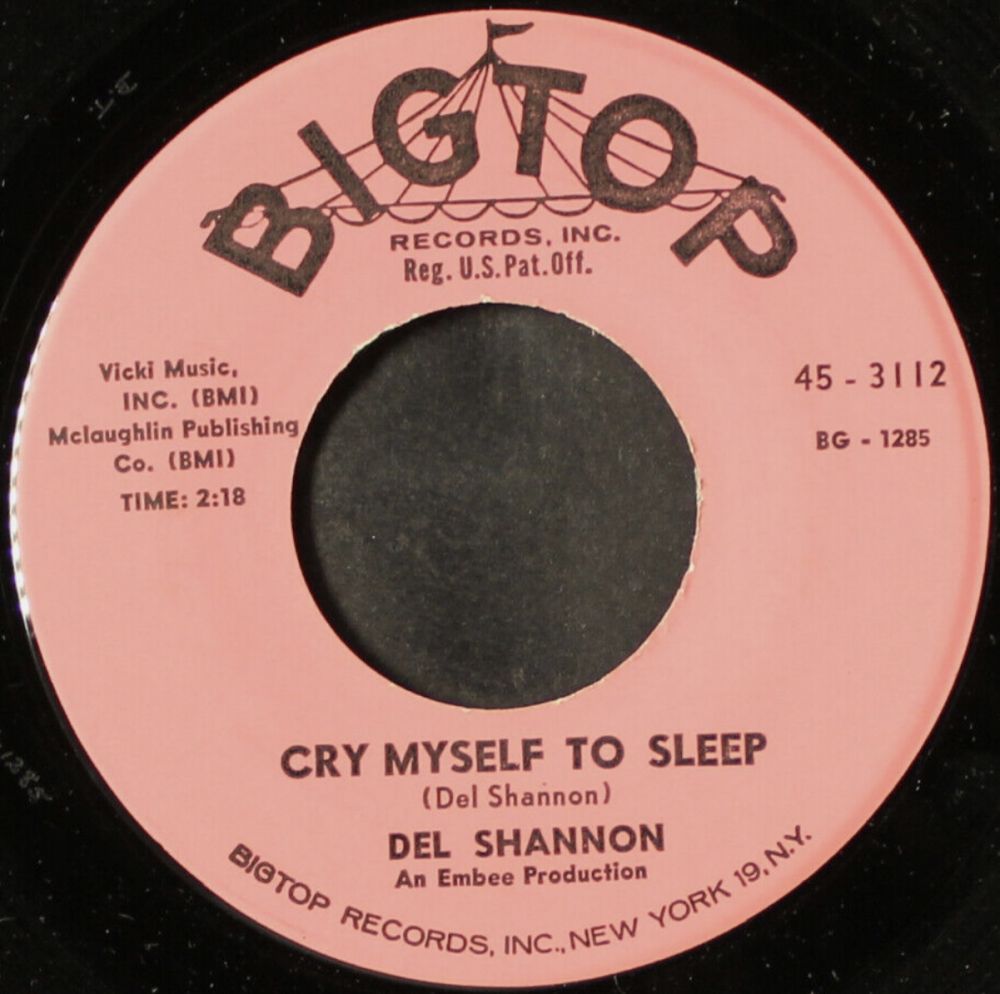 BIGTOP
RECORDS, INC.
Reg. U.S. Pat. Off.
Vicki Music,
INC. (BMI)
Mclaughlin Publishing
Co. (BMI)
TIME: 2:18
45 - 3112
BG - 1285
CRY MYSELF TO SLEEP
(Del Shannon)
DEL SHANNON
An Embee Production
BIGTOP RECORDS, INC., NEW YORK 19, N.Y.